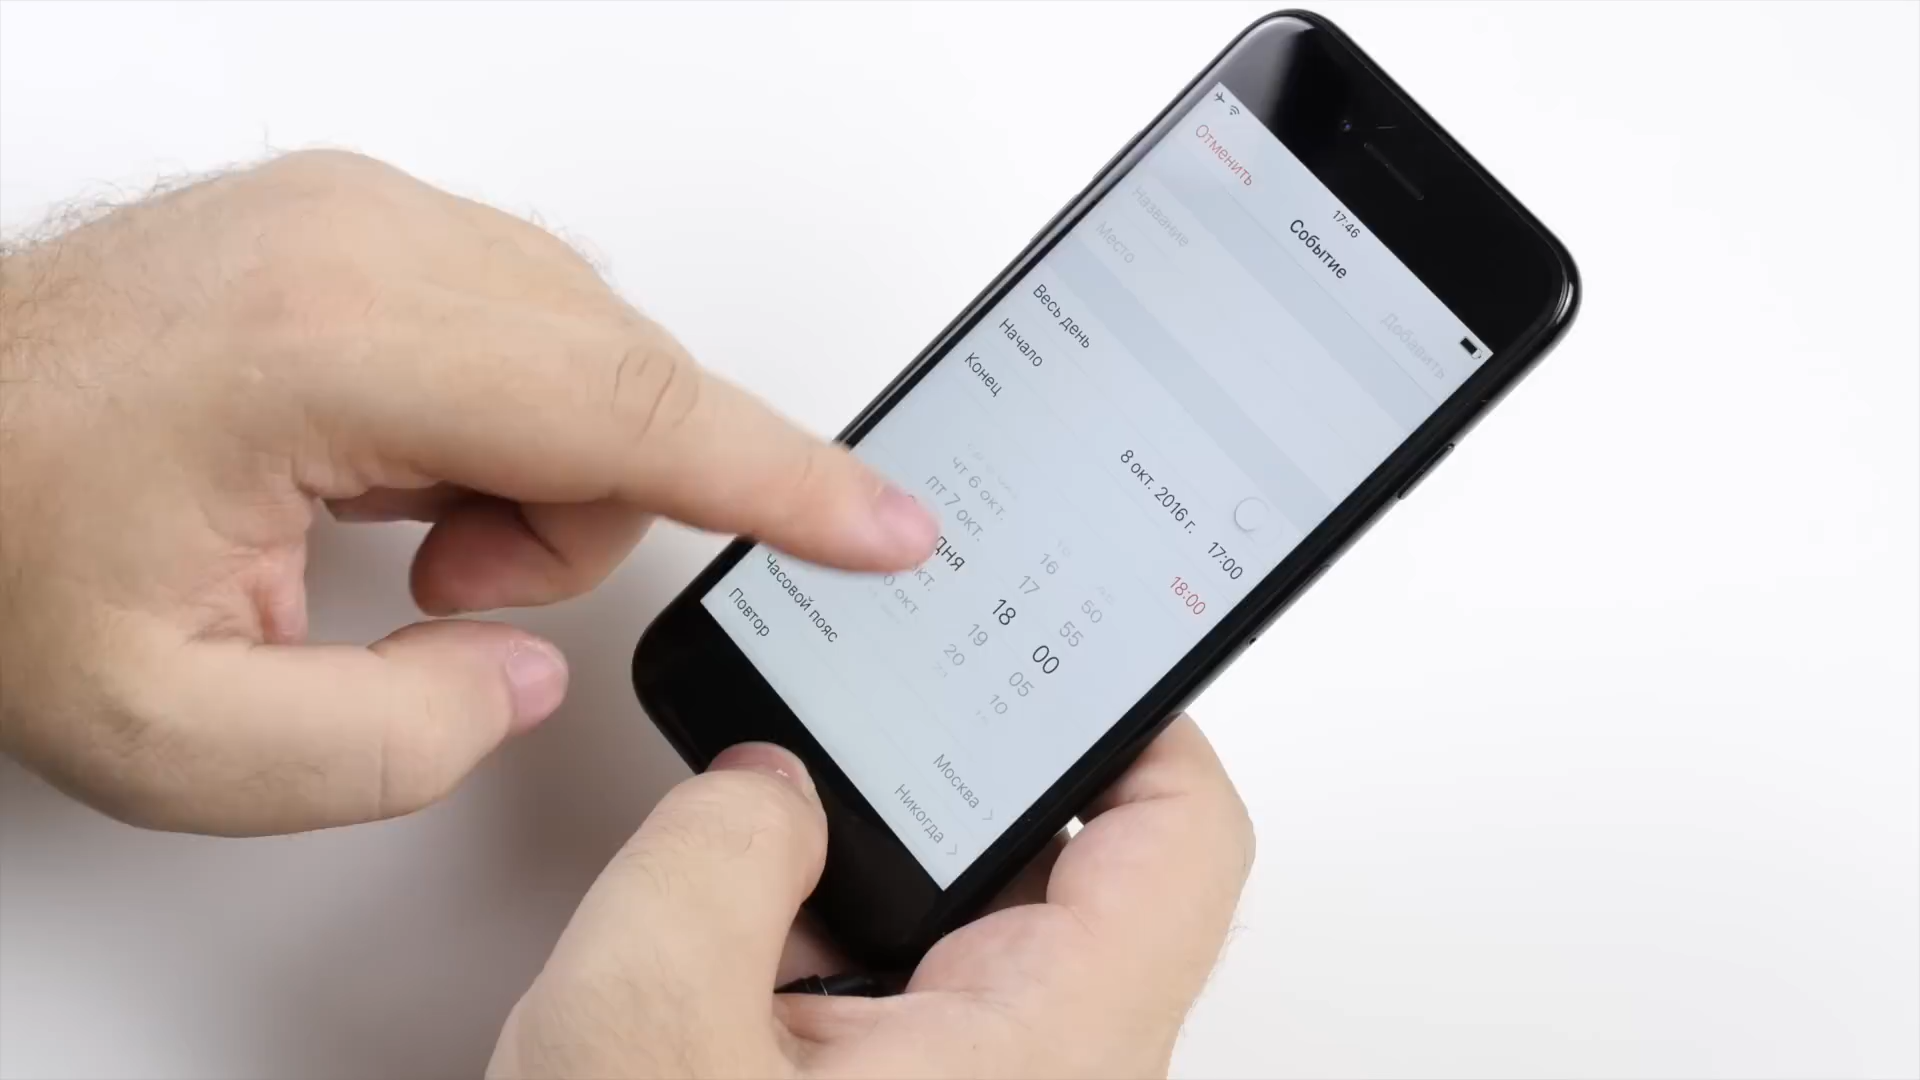 17:46
Отменить
Событие
Добавить
Название
Место
Весь день
Начало
8 окт. 2016 г. 17:00
Конец
18:00
чт 6 окт. 16 50
пт 7 окт. 17 55
18 00
окт. 19 05
окт 20 10
Часовой пояс
Москва
Повтор
Никогда